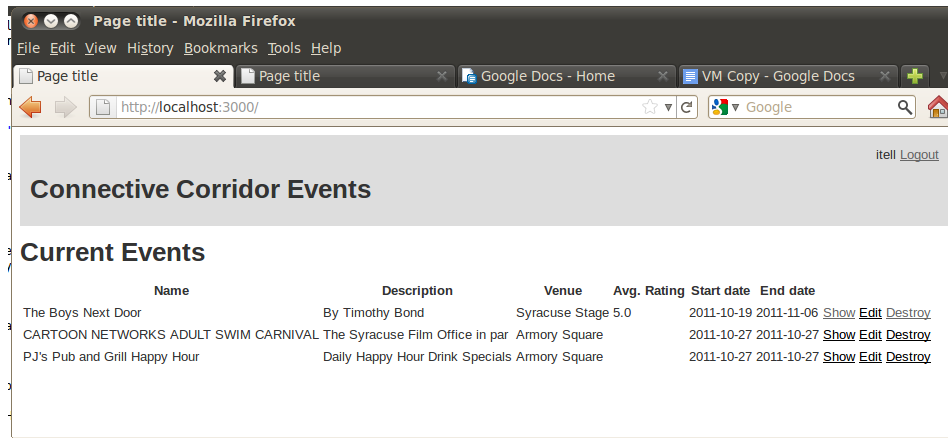 Page title - Mozilla Firefox
File Edit View History Bookmarks Tools Help
Page title Page title Google Docs - Home VM Copy - Google Docs
http://localhost:3000/ Google
itell Logout
Connective Corridor Events
Current Events
Name Description Venue Avg. Rating Start date End date
The Boys Next Door By Timothy Bond Syracuse Stage 5.0 2011-10-19 2011-11-06 Show Edit Destroy
CARTOON NETWORKS ADULT SWIM CARNIVAL The Syracuse Film Office in par Armory Square 2011-10-27 2011-10-27 Show Edit Destroy
PJ's Pub and Grill Happy Hour Daily Happy Hour Drink Specials Armory Square 2011-10-27 2011-10-27 Show Edit Destroy